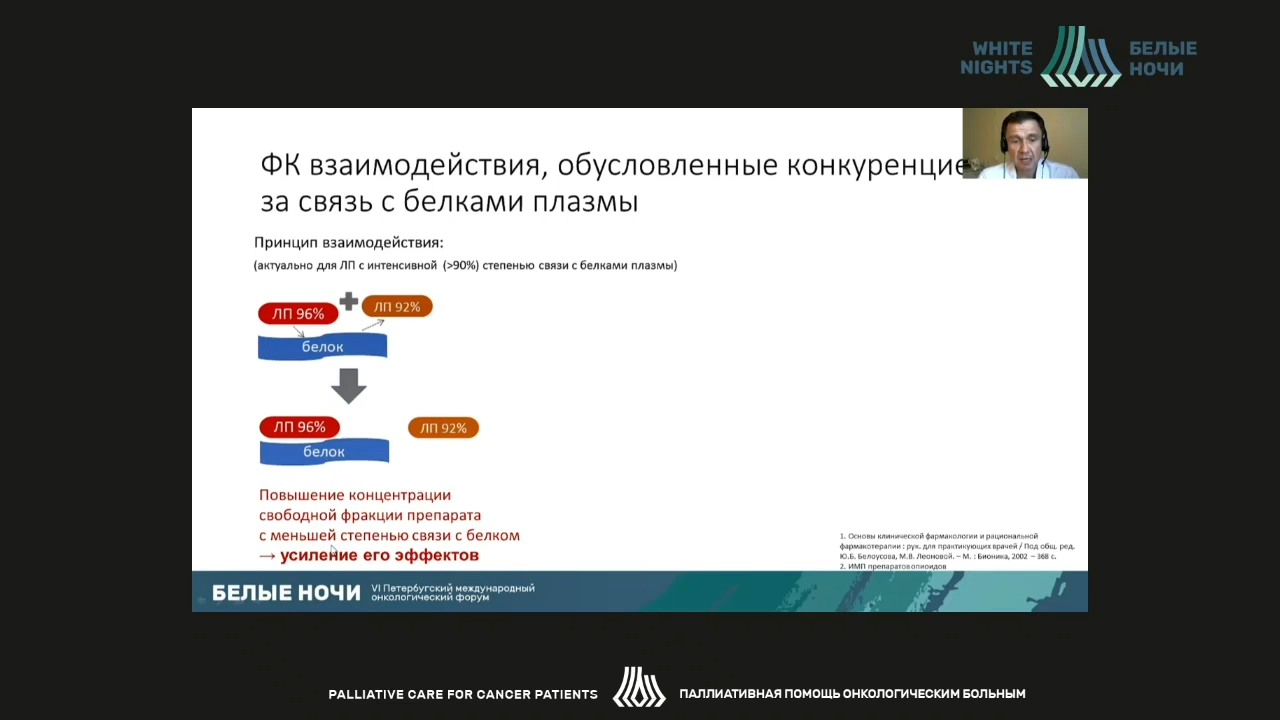 WHITE NIGHTS
БЕЛЫЕ НОЧИ
ФК взаимодействия, обусловленные конкуренцие
за связь с белками плазмы
Принцип взаимодействия:
(актуально для ЛП с интенсивной (>90%) степенью связи с белками плазмы)
ЛП 96%
ЛП 92%
белок
ЛП 96%
ЛП 92%
белок
Повышение концентрации
свободной фракции препарата
с меньшей степенью связи с белком
→ усиление его эффектов
1. Основы клинической фармакологии и рациональной
фармакотерапии : рук. для практикующих врачей / Под общ. ред.
Ю.Б. Белоусова, М.В. Леоновой. – М. : Бионика, 2002 – 368 с.
2. ИМП препаратов опиоидов
БЕЛЫЕ НОЧИ
VI Петербугский международный
онкологический форум
PALLIATIVE CARE FOR CANCER PATIENTS
ПАЛЛИАТИВНАЯ ПОМОЩЬ ОНКОЛОГИЧЕСКИМ БОЛЬНЫМ